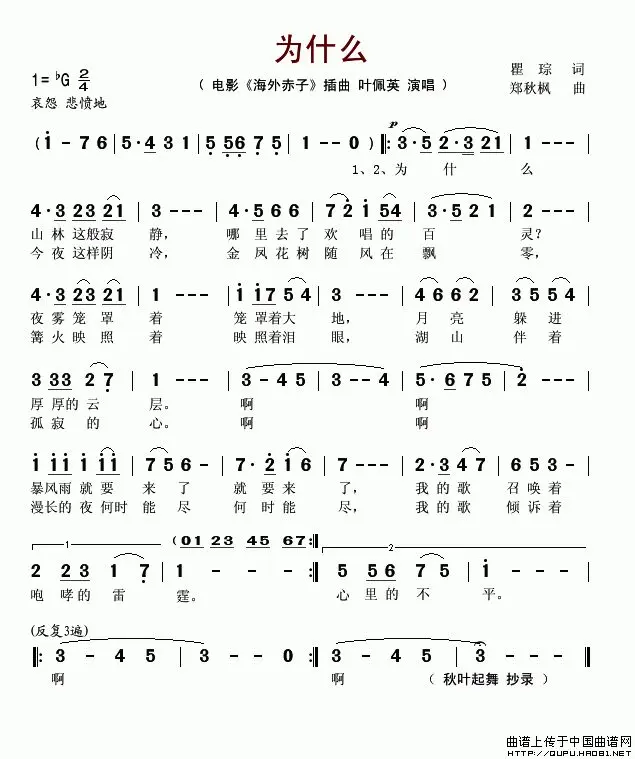 为什么
1=♭G 2/4
( 电影《海外赤子》插曲 叶佩英 演唱 )
瞿琮 词
郑秋枫 曲
哀怨 悲愤地
( i - 7 6 | 5·4 3 1 | 5 5 5 6 5 | 1 - - 0 ) ‖: 3·5 2·3 21 |
p
1、2、为 什 么
4·3 23 21 | 3 - - - | 4·5 6 6 | 7 2 i 54 | 3·5 2 1 |
山林 这般寂 静, 哪 里 去 了 欢 唱的 百 灵?
今夜 这样阴 冷, 金 凤花 树 随 风在 飘 零,
4·3 23 21 | 1 - - - | i i7 5 4 | 3 - - - | 4 6 6 2 | 3 5 5 4 |
夜雾 笼 罩 着 笼 罩着大 地, 月 亮 躲 进
篝火 映 照 着 映 照着泪 眼, 湖 山 伴 着
3 33 2 7 | 1 - - - | 3 - 4 5 | 3 - - 4 | 5·6 7 5 | 2 - - - |
厚 厚的 云 层。 啊 啊
孤 寂 的 心。 啊 啊
i ii i ii | 7 5 6 - | 7·2 i 6 | 3 - - - | 2·3 4 7 | 6 5 3 - |
暴风雨 就 要 来 了 就 要来 了, 我 的 歌 召 唤 着
漫长的 夜 何时 能 尽 何 时能 尽, 我 的 歌 倾 诉 着
1 (01 23 45 67:‖ 2
2 23 1 7 | 1 - - - :‖ 5 56 7 5 | i - - - |
咆 哮的 雷 霆。 心 里的 不 平。
(反复3遍)
‖: 3 - 4 5 | 3 - - 0 :‖ 3 - 4 5 | 3 - - - ‖
啊 啊 ( 秋叶起舞 抄录 )
曲谱上传于中国曲谱网
HTTP://QUPU.HAO81.NET